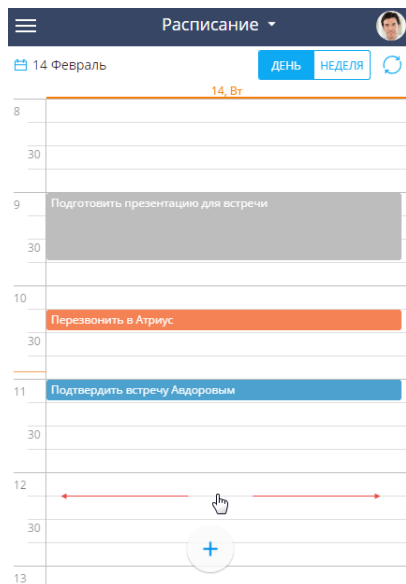 Расписание
14 Февраль
ДЕНЬ НЕДЕЛЯ
14, Вт
8
30
9 Подготовить презентацию для встречи
30
10
Перезвонить в Атриус
30
11 Подтвердить встречу Авдоровым
30
12
30
+
13